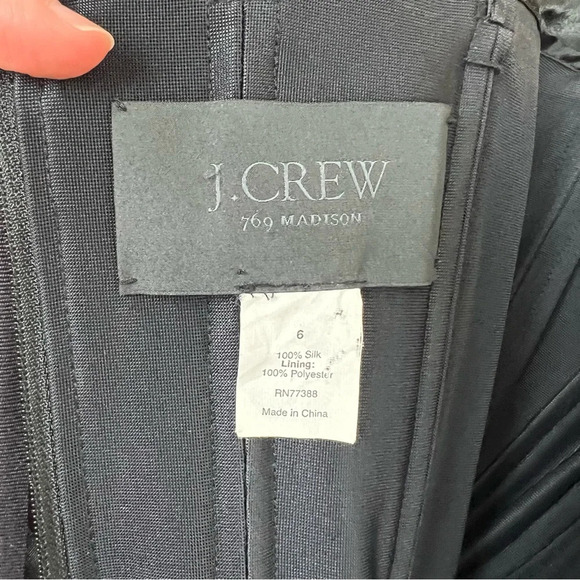 J.CREW
769 MADISON
6
100% Silk
Lining:
100% Polyester
RN77388
Made in China